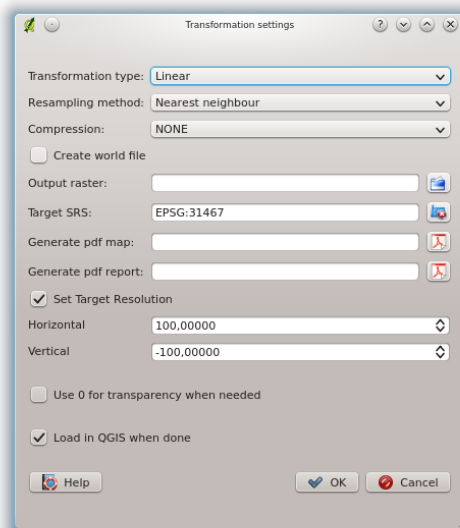 Transformation settings
Transformation type: Linear
Resampling method: Nearest neighbour
Compression: NONE
Create world file
Output raster:
Target SRS: EPSG:31467
Generate pdf map:
Generate pdf report:
Set Target Resolution
Horizontal 100,00000
Vertical -100,00000
Use 0 for transparency when needed
Load in QGIS when done
Help OK Cancel